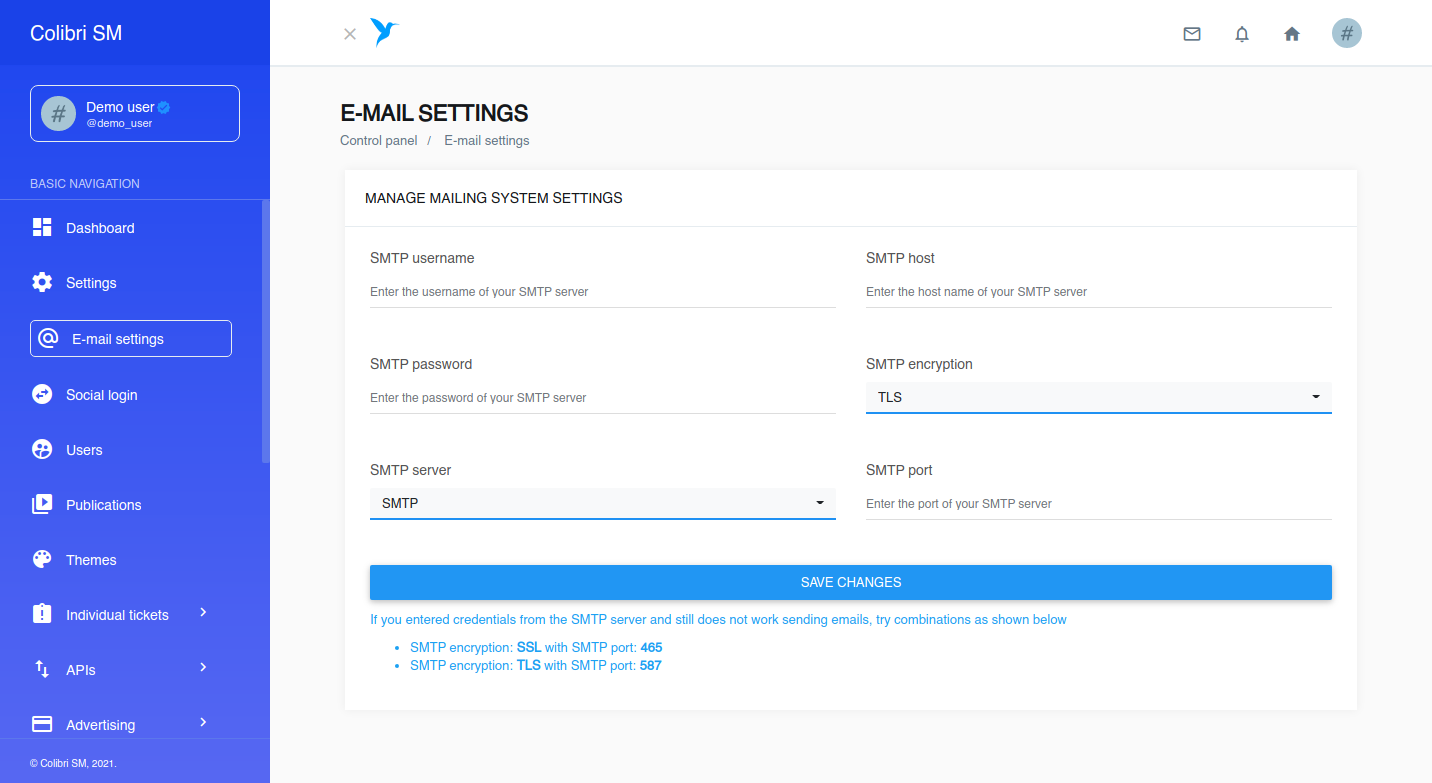 Colibri SM
#
Demo user
@demo_user
BASIC NAVIGATION
Dashboard
Settings
E-mail settings
Social login
Users
Publications
Themes
Individual tickets
APIs
Advertising
© Colibri SM, 2021.
#
E-MAIL SETTINGS
Control panel / E-mail settings
MANAGE MAILING SYSTEM SETTINGS
SMTP username
Enter the username of your SMTP server
SMTP host
Enter the host name of your SMTP server
SMTP password
Enter the password of your SMTP server
SMTP encryption
TLS
SMTP server
SMTP
SMTP port
Enter the port of your SMTP server
SAVE CHANGES
If you entered credentials from the SMTP server and still does not work sending emails, try combinations as shown below
• SMTP encryption: SSL with SMTP port: 465
• SMTP encryption: TLS with SMTP port: 587